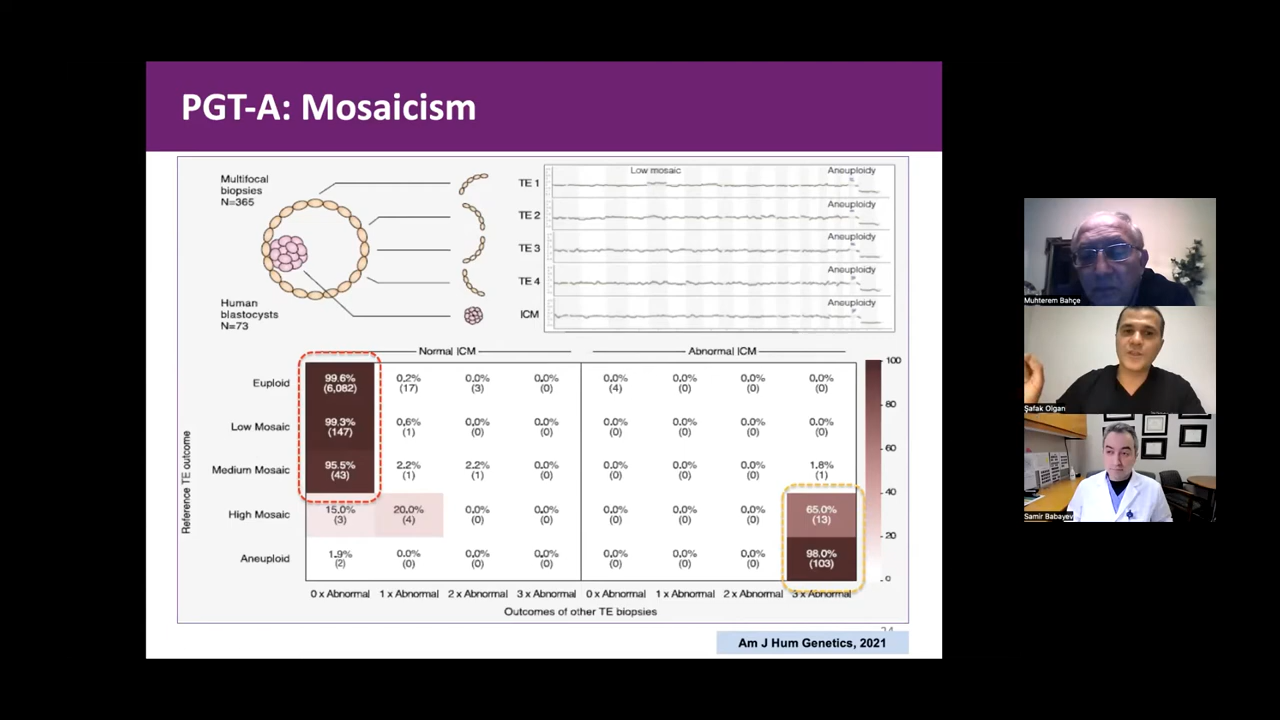 PGT-A: Mosaicism
Multifocal
biopsies
N=365
Human
blastocysts
N=73
TE 1
TE 2
TE 3
TE 4
ICM
Low mosaic
Aneuploidy
Aneuploidy
Aneuploidy
Aneuploidy
Aneuploidy
Normal ICM
Abnormal ICM
Reference TE outcome
Euploid
99.6% 0.2% 0.0% 0.0% 0.0% 0.0% 0.0% 0.0%
(6,082) (17) (3) (0) (4) (0) (0) (0)
Low Mosaic
99.3% 0.6% 0.0% 0.0% 0.0% 0.0% 0.0% 0.0%
(147) (1) (0) (0) (0) (0) (0) (0)
Medium Mosaic
95.5% 2.2% 2.2% 0.0% 0.0% 0.0% 0.0% 1.8%
(43) (1) (1) (0) (0) (0) (0) (1)
High Mosaic
15.0% 20.0% 0.0% 0.0% 0.0% 0.0% 0.0% 65.0%
(3) (4) (0) (0) (0) (0) (0) (13)
Aneuploid
1.9% 0.0% 0.0% 0.0% 0.0% 0.0% 0.0% 98.0%
(2) (0) (0) (0) (0) (0) (0) (103)
0 x Abnormal 1 x Abnormal 2 x Abnormal 3 x Abnormal 0 x Abnormal 1 x Abnormal 2 x Abnormal 3 x Abnormal
Outcomes of other TE biopsies
100
80
60
40
20
0
Am J Hum Genetics, 2021
Muhterem Bahçe
Şafak Olgan
Samir Babayev